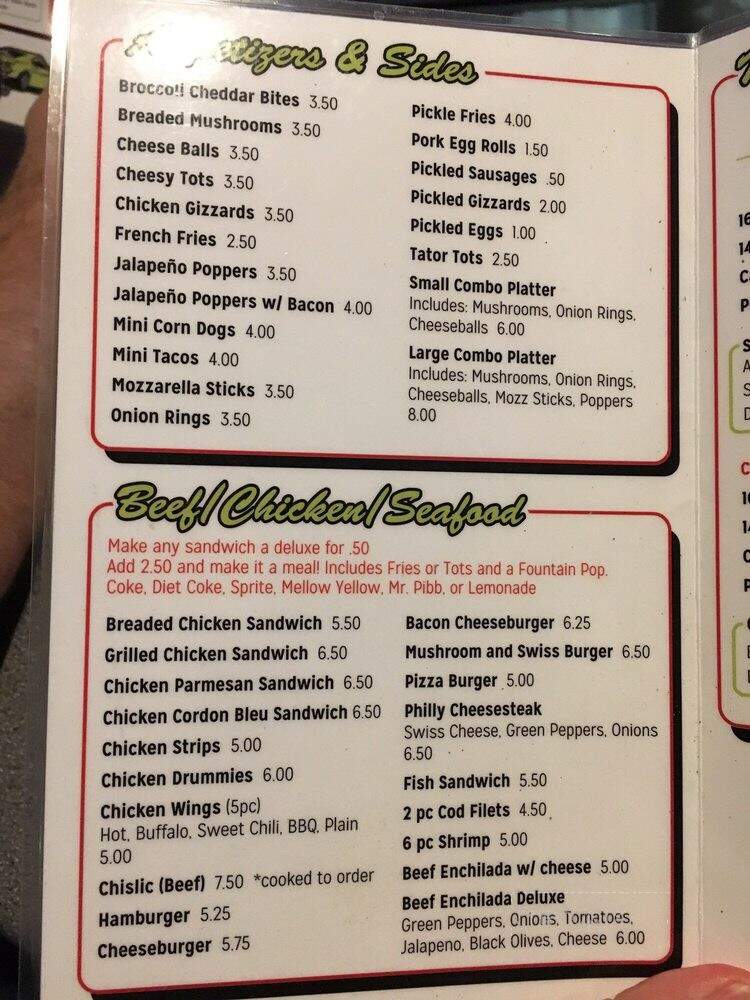 Appetizers & Sides
Broccoli Cheddar Bites 3.50
Breaded Mushrooms 3.50
Cheese Balls 3.50
Cheesy Tots 3.50
Chicken Gizzards 3.50
French Fries 2.50
Jalapeño Poppers 3.50
Jalapeño Poppers w/ Bacon 4.00
Mini Corn Dogs 4.00
Mini Tacos 4.00
Mozzarella Sticks 3.50
Onion Rings 3.50
Pickle Fries 4.00
Pork Egg Rolls 1.50
Pickled Sausages .50
Pickled Gizzards 2.00
Pickled Eggs 1.00
Tator Tots 2.50
Small Combo Platter
Includes: Mushrooms, Onion Rings,
Cheeseballs 6.00
Large Combo Platter
Includes: Mushrooms, Onion Rings,
Cheeseballs, Mozz Sticks, Poppers
8.00
Beef/Chicken/Seafood
Make any sandwich a deluxe for .50
Add 2.50 and make it a meal! Includes Fries or Tots and a Fountain Pop.
Coke, Diet Coke, Sprite, Mellow Yellow, Mr. Pibb, or Lemonade
Breaded Chicken Sandwich 5.50
Grilled Chicken Sandwich 6.50
Chicken Parmesan Sandwich 6.50
Chicken Cordon Bleu Sandwich 6.50
Chicken Strips 5.00
Chicken Drummies 6.00
Chicken Wings (5pc)
Hot, Buffalo, Sweet Chili, BBQ, Plain
5.00
Chislic (Beef) 7.50 *cooked to order
Hamburger 5.25
Cheeseburger 5.75
Bacon Cheeseburger 6.25
Mushroom and Swiss Burger 6.50
Pizza Burger 5.00
Philly Cheesesteak
Swiss Cheese, Green Peppers, Onions
6.50
Fish Sandwich 5.50
2 pc Cod Filets 4.50
6 pc Shrimp 5.00
Beef Enchilada w/ cheese 5.00
Beef Enchilada Deluxe
Green Peppers, Onions, Tomatoes,
Jalapeno, Black Olives, Cheese 6.00